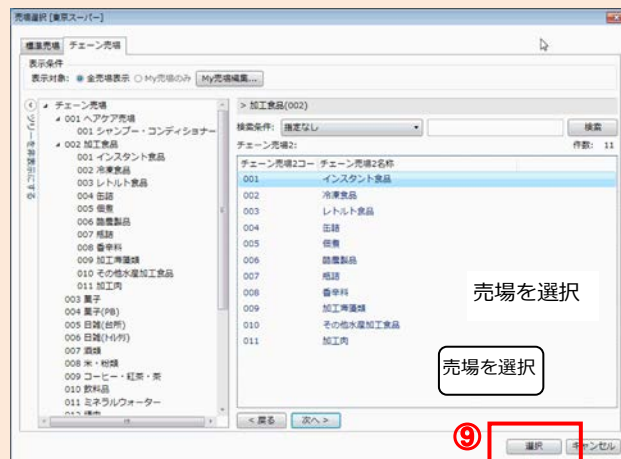 売場選択 [東京スーパー]
標準売場 チェーン売場
表示条件
表示対象: 全売場表示 My売場のみ My売場編集...
ツリーを非表示にする
チェーン売場
001 ヘアケア売場
001 シャンプー・コンディショナー
002 加工食品
001 インスタント食品
002 冷凍食品
003 レトルト食品
004 缶詰
005 佃煮
006 酪農製品
007 瓶詰
008 香辛料
009 加工海藻類
010 その他水産加工食品
011 加工肉
003 菓子
004 菓子(PB)
005 日雑(台所)
006 日雑(トイレタリ)
007 酒類
008 米・粉類
009 コーヒー・紅茶・茶
010 飲料品
011 ミネラルウォーター
> 加工食品(002)
検索条件: 指定なし 検索
チェーン売場2: 件数: 11
チェーン売場2コー チェーン売場2名称
001 インスタント食品
002 冷凍食品
003 レトルト食品
004 缶詰
005 佃煮
006 酪農製品
007 瓶詰
008 香辛料
009 加工海藻類
010 その他水産加工食品
011 加工肉
売場を選択
売場を選択
< 戻る 次へ >
⑨
選択 キャンセル